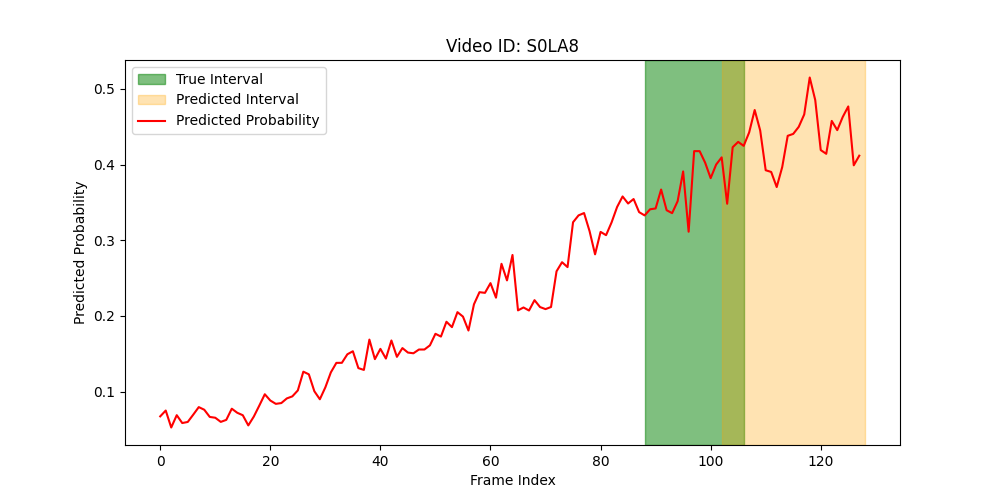 Video ID: S0LA8
True Interval
Predicted Interval
Predicted Probability
Predicted Probability
0.5
0.4
0.3
0.2
0.1
0 20 40 60 80 100 120
Frame Index